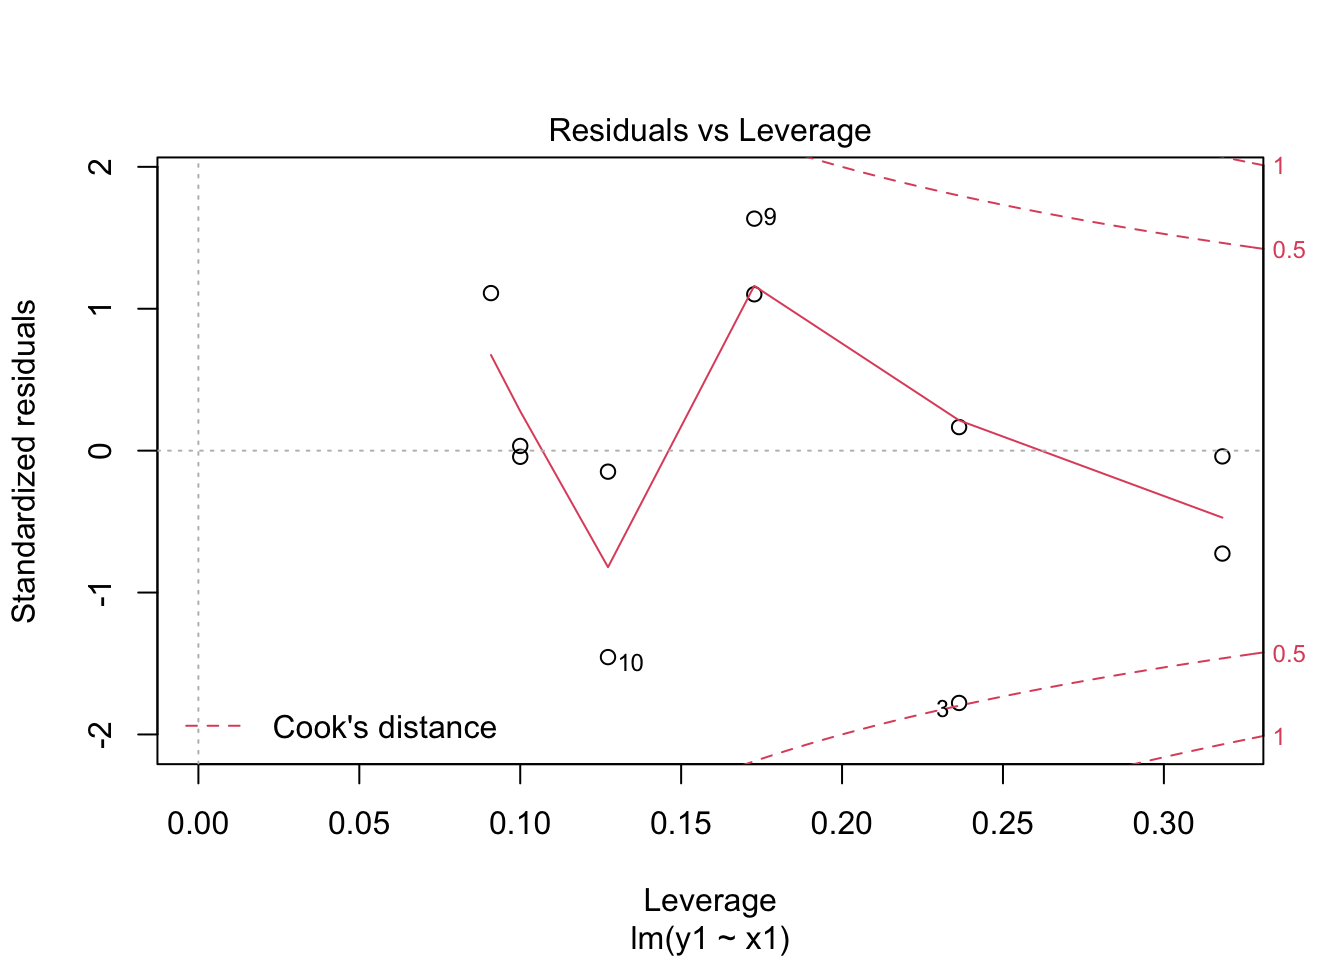 Residuals vs Leverage
Standardized residuals
2
1
0
-1
-2
1
0.5
0.5
1
9
10
3
Cook's distance
0.00 0.05 0.10 0.15 0.20 0.25 0.30
Leverage
lm(y1 ~ x1)